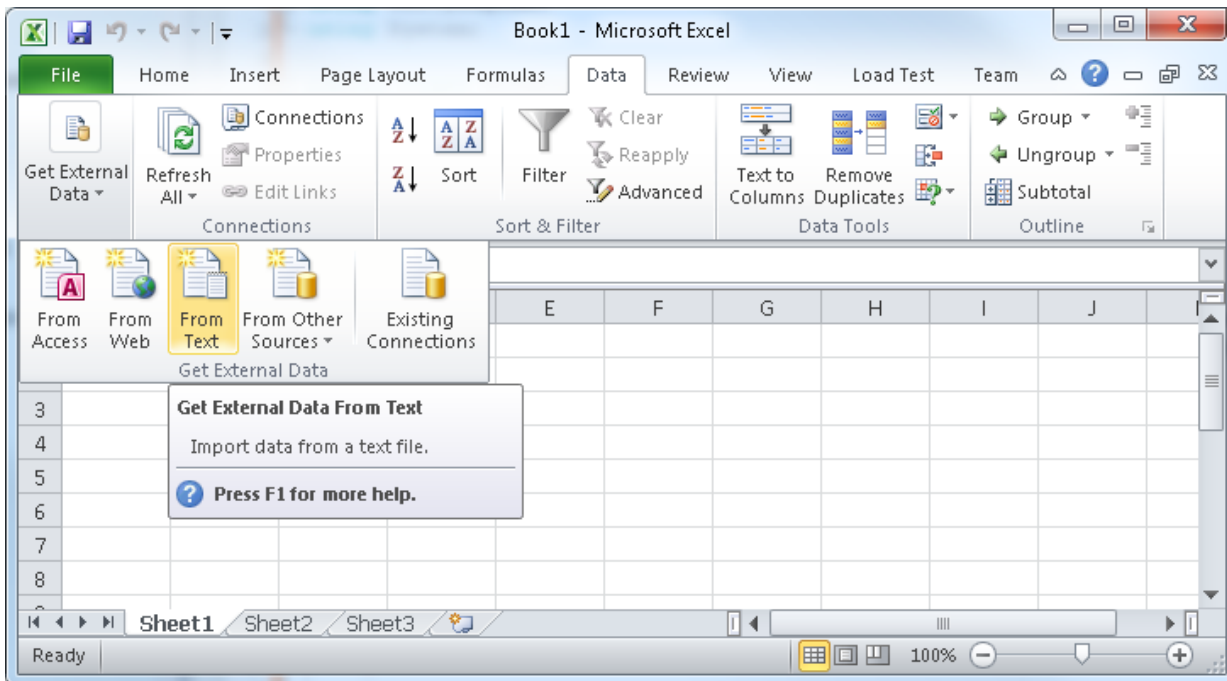 Book1 - Microsoft Excel
File Home Insert Page Layout Formulas Data Review View Load Test Team
Get External
Data
Refresh
All
Connections
Properties
Edit Links
Connections
A
Z
Z
A
A Z
Z A
Sort
Filter
Clear
Reapply
Advanced
Sort & Filter
Text to
Columns
Remove
Duplicates
Data Tools
Group
Ungroup
Subtotal
Outline
From
Access
From
Web
From
Text
From Other
Sources
Existing
Connections
Get External Data
E F G H I J
Get External Data From Text
Import data from a text file.
Press F1 for more help.
3
4
5
6
7
8
Sheet1 Sheet2 Sheet3
Ready
100%